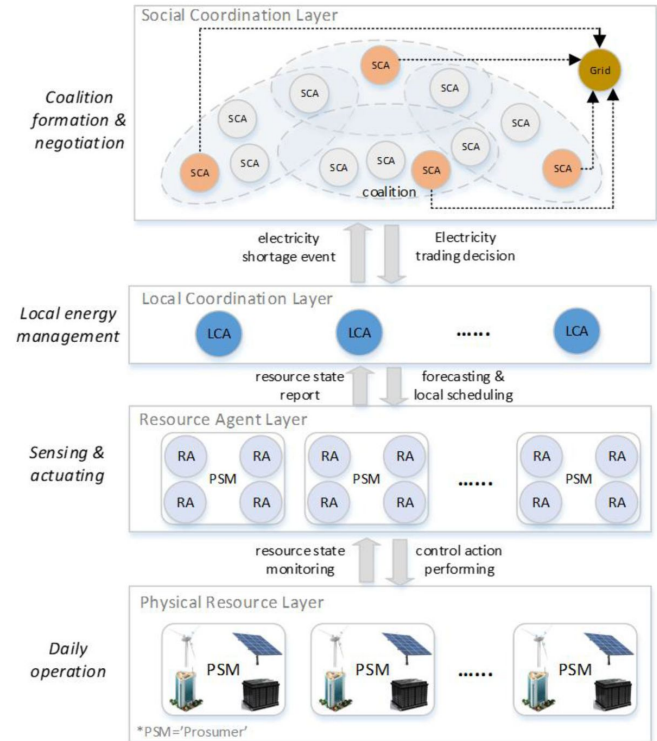 Social Coordination Layer
Coalition
formation &
negotiation
SCA
Grid
SCA
SCA
SCA
SCA
SCA
SCA
SCA
SCA
SCA
SCA
SCA
SCA
coalition
electricity
shortage event
Electricity
trading decision
Local energy
management
Local Coordination Layer
LCA
LCA
......
LCA
resource state
report
forecasting &
local scheduling
Sensing &
actuating
Resource Agent Layer
RA RA
PSM
RA RA
RA RA
PSM
RA RA
......
RA RA
PSM
RA RA
resource state
monitoring
control action
performing
Daily
operation
Physical Resource Layer
PSM
PSM
......
PSM
*PSM='Prosumer'